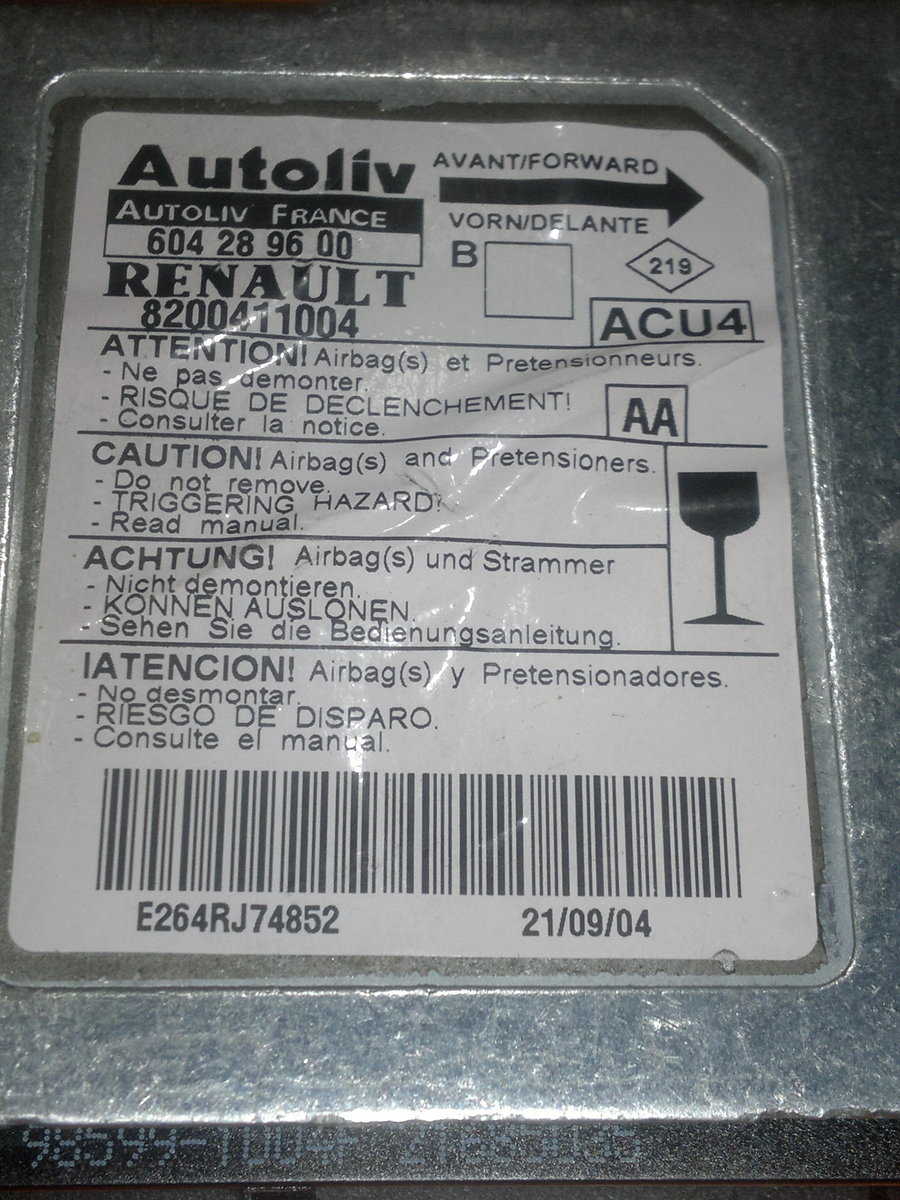 Autoliv
AUTOLIV FRANCE
604 28 96 00
RENAULT
8200411004
AVANT/FORWARD
VORN/DELANTE
B
219
ACU4
ATTENTION! Airbag(s) et Pretensionneurs.
- Ne pas demonter.
- RISQUE DE DECLENCHEMENT!
- Consulter la notice.
AA
CAUTION! Airbag(s) and Pretensioners.
- Do not remove.
- TRIGGERING HAZARD!
- Read manual.
ACHTUNG! Airbag(s) und Strammer
- Nicht demontieren.
- KONNEN AUSLONEN.
- Sehen Sie die Bedienungsanleitung.
IATENCION! Airbag(s) y Pretensionadores.
- No desmontar.
- RIESGO DE DISPARO.
- Consulte el manual.
E264RJ74852
21/09/04